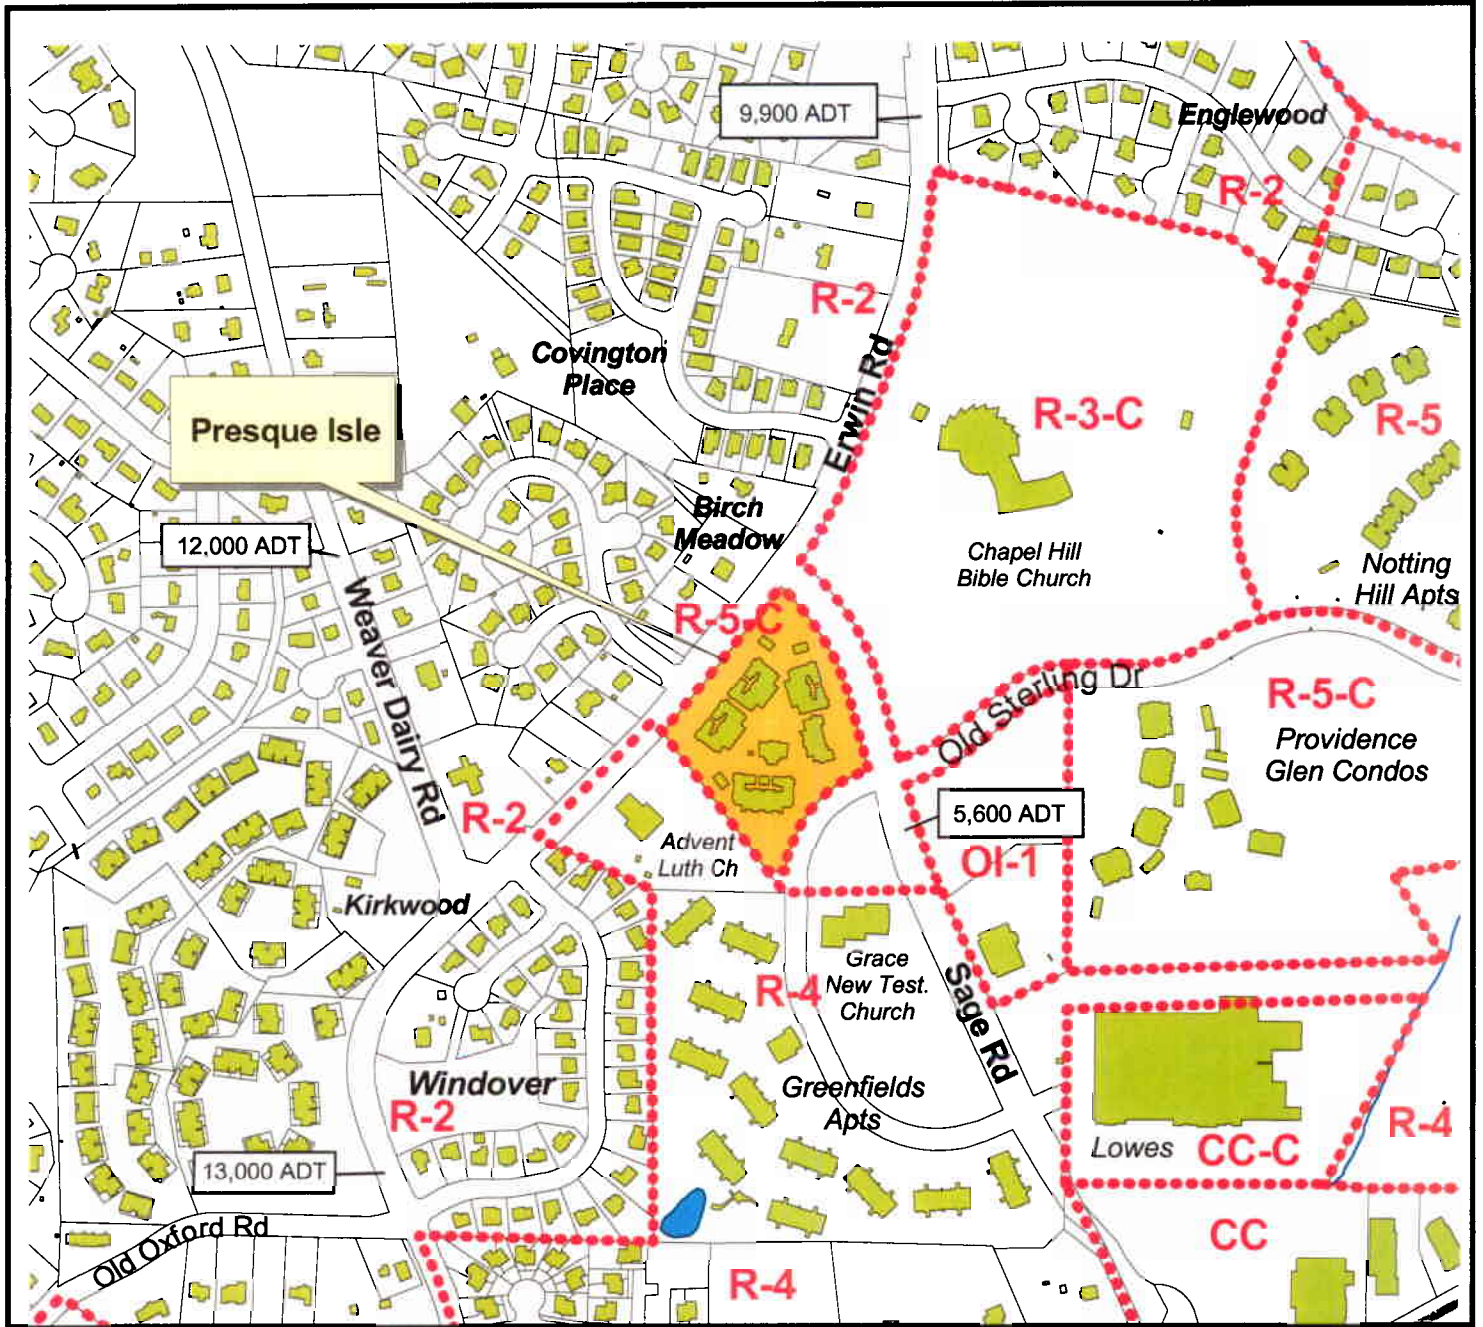 9,900 ADT
Englewood
R-2
R-2
Covington
Place
Erwin Rd
R-3-C
R-5
Presque Isle
Birch
Meadow
12,000 ADT
Chapel Hill
Bible Church
Notting
Hill Apts
Weaver Dairy Rd
R-5-C
Old Sterling Dr
R-5-C
Providence
Glen Condos
R-2
5,600 ADT
Advent
Luth Ch
OI-1
Kirkwood
Grace
New Test.
Church
R-4
Sage Rd
Windover
R-2
Greenfields
Apts
Lowes
CC-C
R-4
13,000 ADT
Old Oxford Rd
CC
R-4